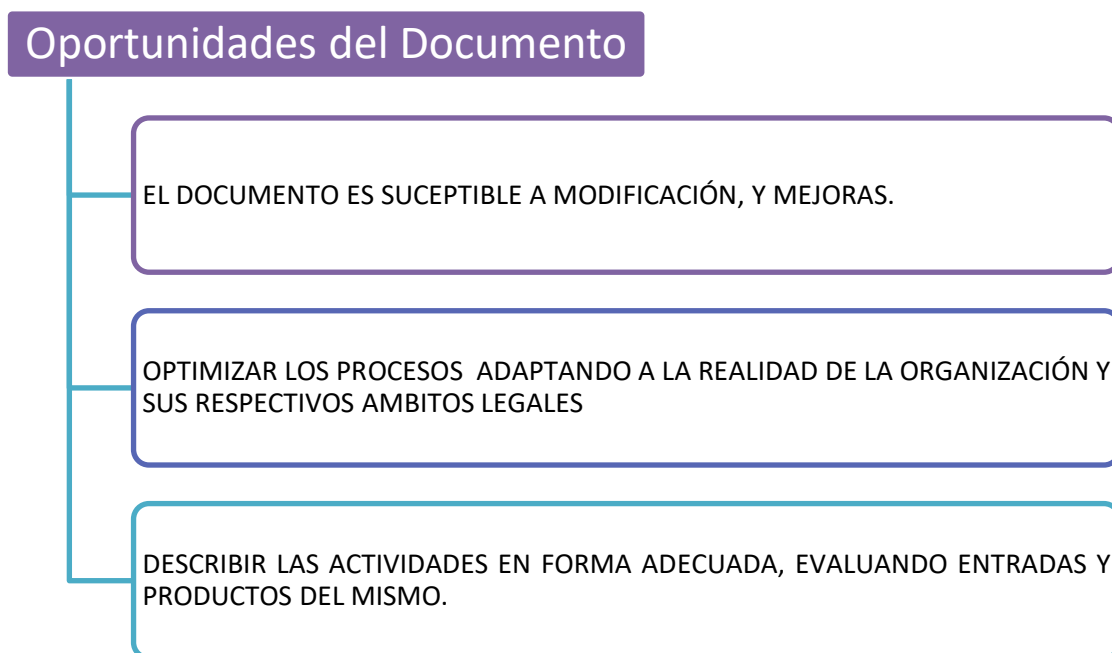 Oportunidades del Documento
EL DOCUMENTO ES SUCEPTIBLE A MODIFICACIÓN, Y MEJORAS.
OPTIMIZAR LOS PROCESOS ADAPTANDO A LA REALIDAD DE LA ORGANIZACIÓN Y
SUS RESPECTIVOS AMBITOS LEGALES
DESCRIBIR LAS ACTIVIDADES EN FORMA ADECUADA, EVALUANDO ENTRADAS Y
PRODUCTOS DEL MISMO.